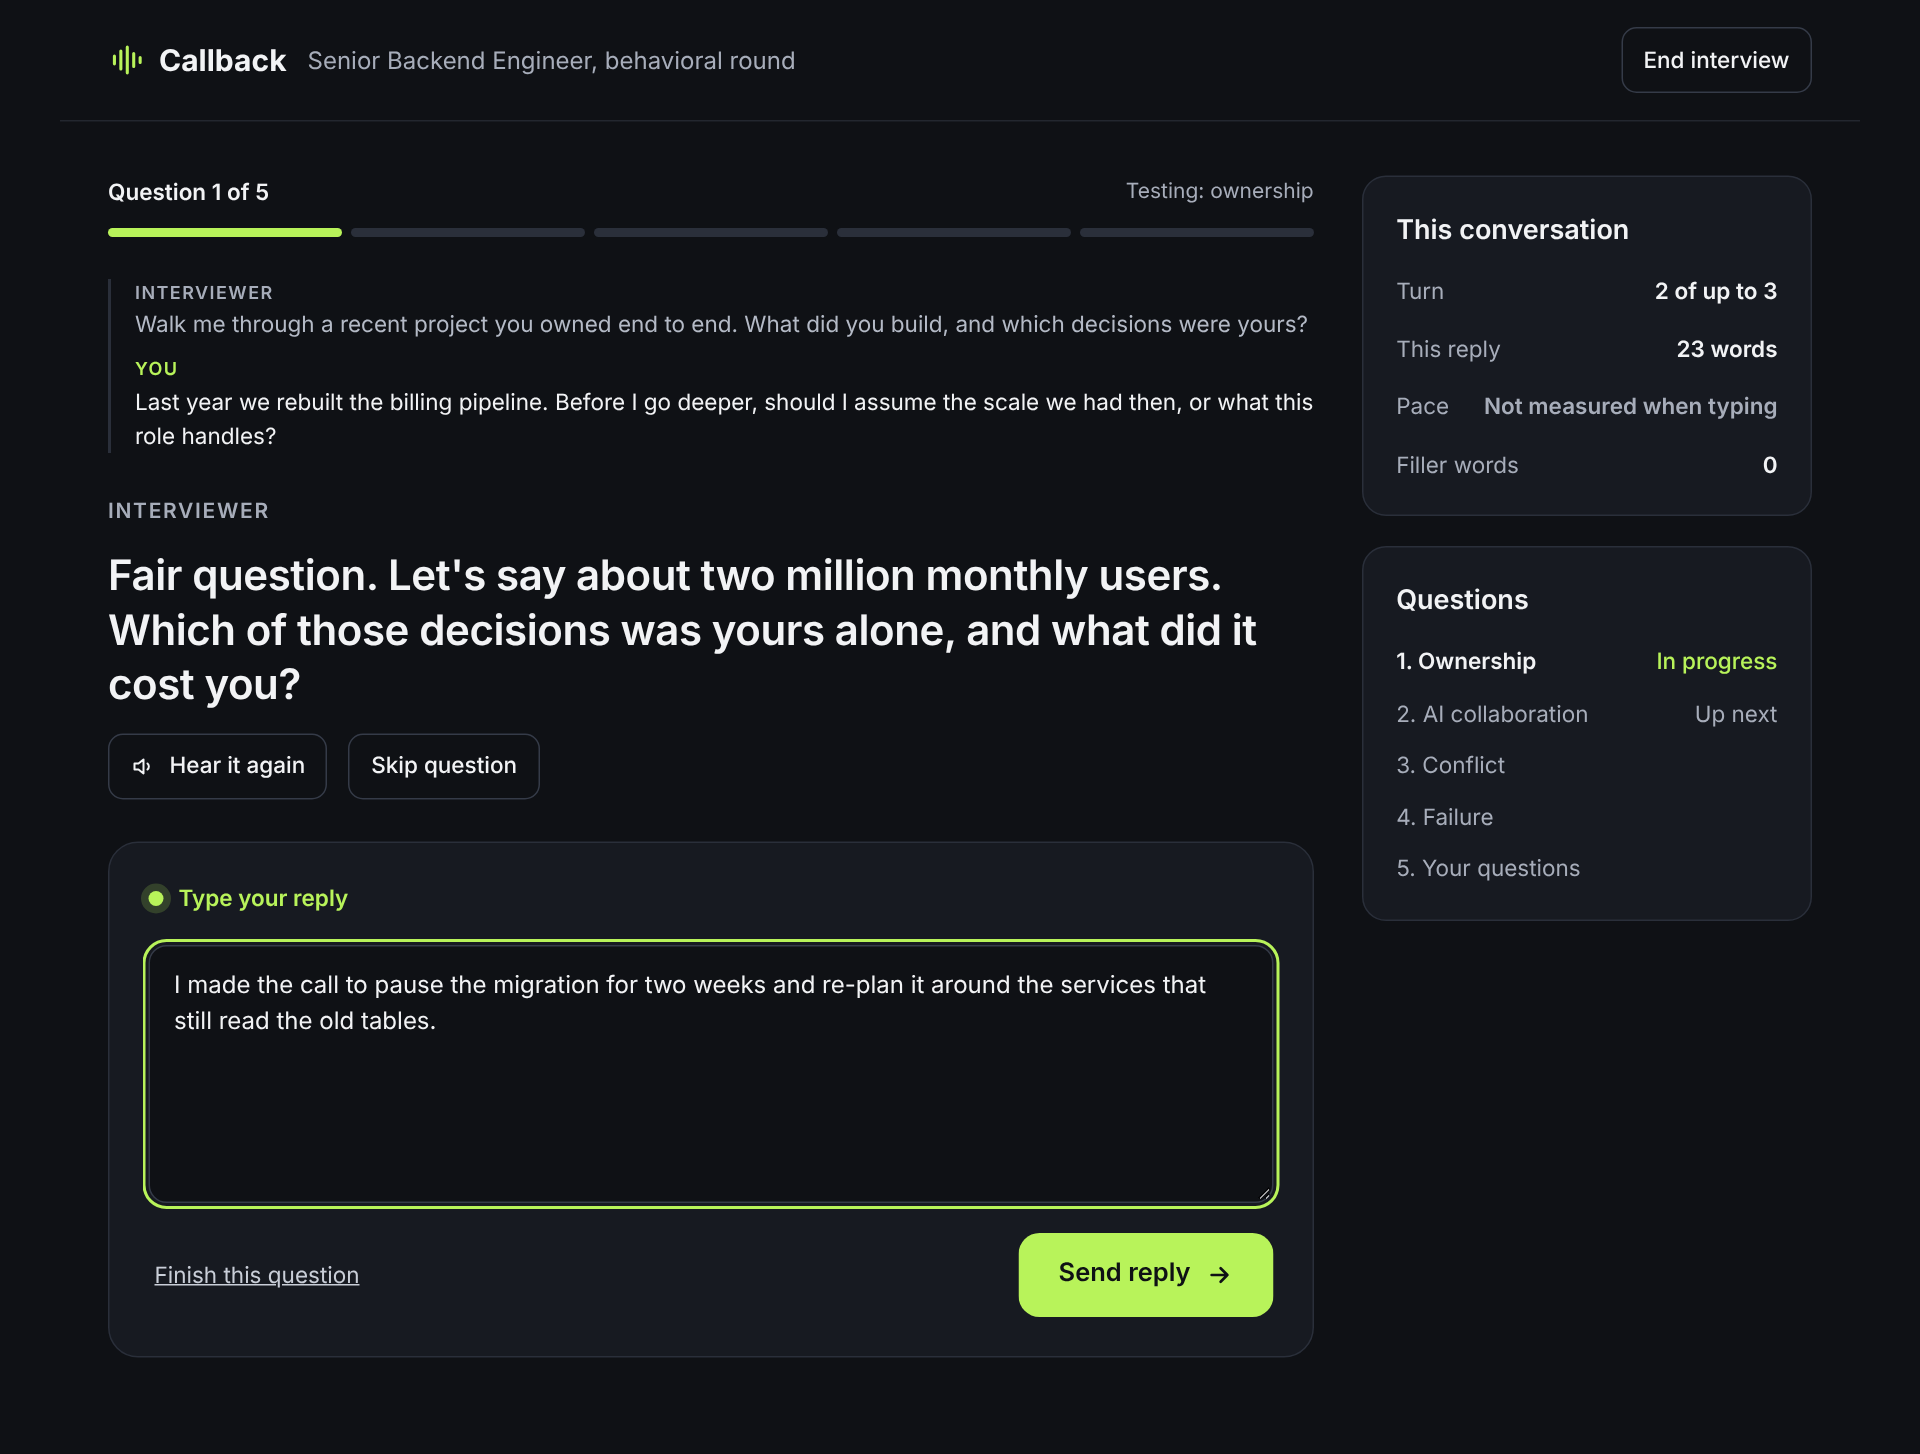 Callback
Senior Backend Engineer, behavioral round
End interview
Question 1 of 5
Testing: ownership
INTERVIEWER
Walk me through a recent project you owned end to end. What did you build, and which decisions were yours?
YOU
Last year we rebuilt the billing pipeline. Before I go deeper, should I assume the scale we had then, or what this
role handles?
INTERVIEWER
Fair question. Let's say about two million monthly users.
Which of those decisions was yours alone, and what did it
cost you?
Hear it again
Skip question
Type your reply
I made the call to pause the migration for two weeks and re-plan it around the services that
still read the old tables.
Finish this question
Send reply →
This conversation
Turn 2 of up to 3
This reply 23 words
Pace Not measured when typing
Filler words 0
Questions
1. Ownership In progress
2. AI collaboration Up next
3. Conflict
4. Failure
5. Your questions